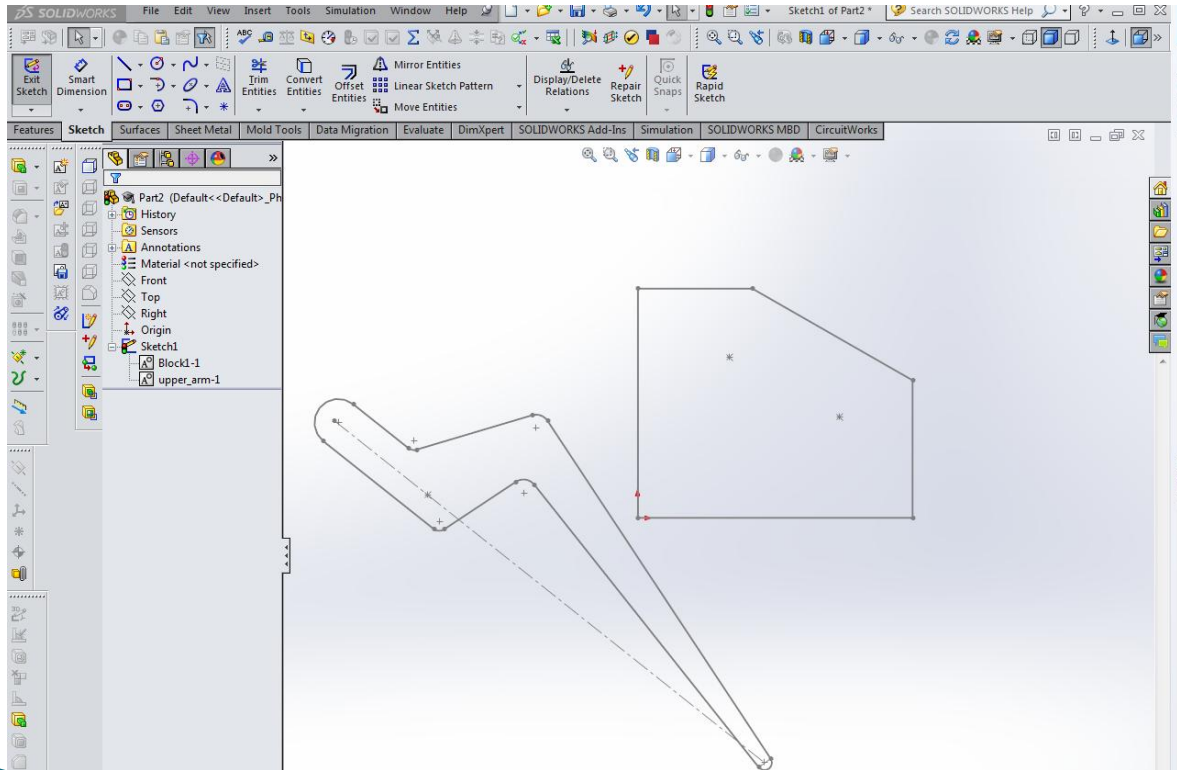 SOLIDWORKS File Edit View Insert Tools Simulation Window Help Sketch1 of Part2 * Search SOLIDWORKS Help
Exit Sketch
Smart Dimension
Trim Entities
Convert Entities
Offset Entities
Mirror Entities
Linear Sketch Pattern
Move Entities
Display/Delete Relations
Repair Sketch
Quick Snaps
Rapid Sketch
Features Sketch Surfaces Sheet Metal Mold Tools Data Migration Evaluate DimXpert SOLIDWORKS Add-Ins Simulation SOLIDWORKS MBD CircuitWorks
Part2 (Default<<Default>_Ph
History
Sensors
Annotations
Material <not specified>
Front
Top
Right
Origin
Sketch1
Block1-1
upper_arm-1